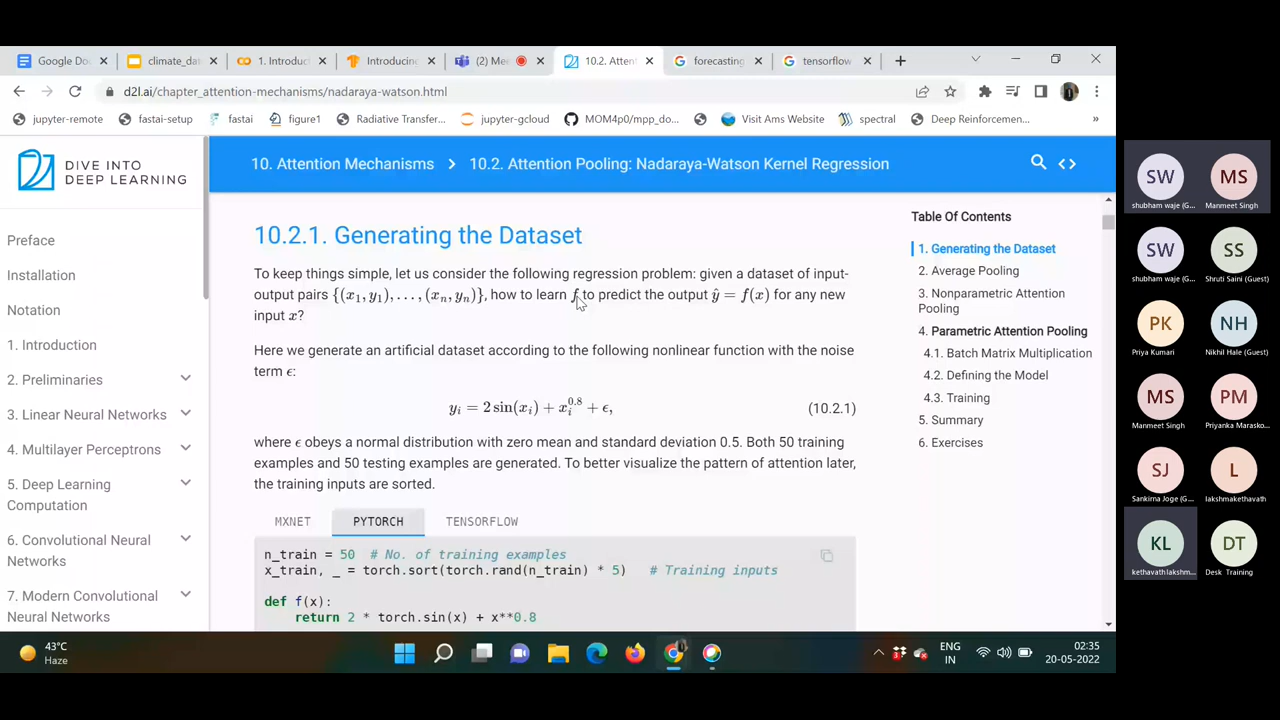 Google Do
climate_da
1. Introduc
Introducing
(2) Me
10.2. Atten
forecasting
tensorflow
d2l.ai/chapter_attention-mechanisms/nadaraya-watson.html
jupyter-remote
fastai-setup
fastai
figure1
Radiative Transfer...
jupyter-gcloud
MOM4p0/mpp_do...
Visit Ams Website
spectral
Deep Reinforcemen...
»
DIVE INTO
DEEP LEARNING
10. Attention Mechanisms
10.2. Attention Pooling: Nadaraya-Watson Kernel Regression
Preface
Installation
Notation
1. Introduction
2. Preliminaries
3. Linear Neural Networks
4. Multilayer Perceptrons
5. Deep Learning
Computation
6. Convolutional Neural
Networks
7. Modern Convolutional
Neural Networks
10.2.1. Generating the Dataset
To keep things simple, let us consider the following regression problem: given a dataset of input-
output pairs {(x₁, y₁), . . . , (xₙ, yₙ)}, how to learn f to predict the output ŷ = f(x) for any new
input x?
Here we generate an artificial dataset according to the following nonlinear function with the noise
term ϵ:
yᵢ = 2 sin(xᵢ) + xᵢ^0.8 + ϵ, (10.2.1)
where ϵ obeys a normal distribution with zero mean and standard deviation 0.5. Both 50 training
examples and 50 testing examples are generated. To better visualize the pattern of attention later,
the training inputs are sorted.
MXNET
PYTORCH
TENSORFLOW
n_train = 50 # No. of training examples
x_train, _ = torch.sort(torch.rand(n_train) * 5) # Training inputs
def f(x):
return 2 * torch.sin(x) + x**0.8
Table Of Contents
1. Generating the Dataset
2. Average Pooling
3. Nonparametric Attention
Pooling
4. Parametric Attention Pooling
4.1. Batch Matrix Multiplication
4.2. Defining the Model
4.3. Training
5. Summary
6. Exercises
SW
shubham waje (G...
MS
Manmeet Singh
SW
shubham waje (G...
SS
Shruti Saini (Guest)
PK
Priya Kumari
NH
Nikhil Hale (Guest)
MS
Manmeet Singh
PM
Priyanka Marasko...
SJ
Sankirna Joge (G...
L
lakshmakethavath
KL
kethavath lakshm...
DT
Desk Training
43°C
Haze
ENG
IN
02:35
20-05-2022